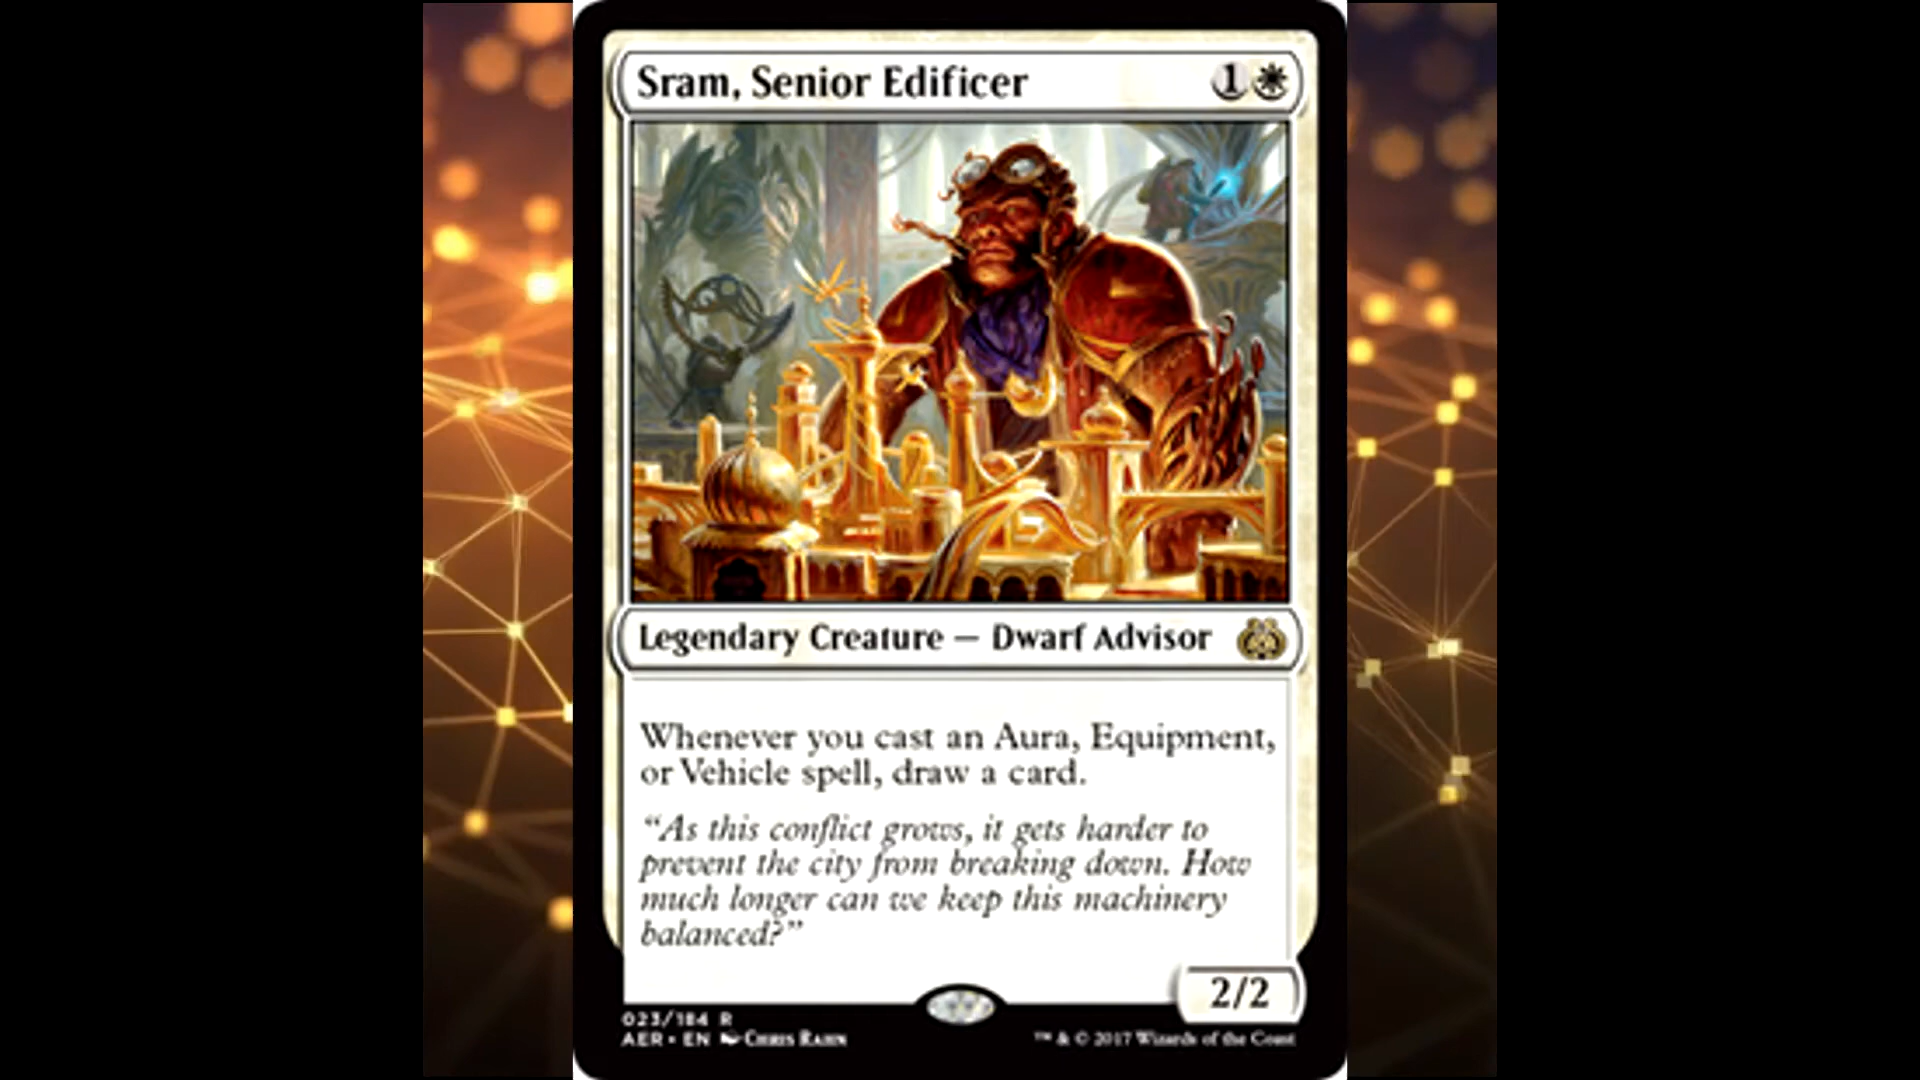 Sram, Senior Edificer 1
Legendary Creature — Dwarf Advisor
Whenever you cast an Aura, Equipment,
or Vehicle spell, draw a card.
“As this conflict grows, it gets harder to
prevent the city from breaking down. How
much longer can we keep this machinery
balanced?”
2/2
023/184 R
AER • EN Chris Rahn
™ & © 2017 Wizards of the Coast